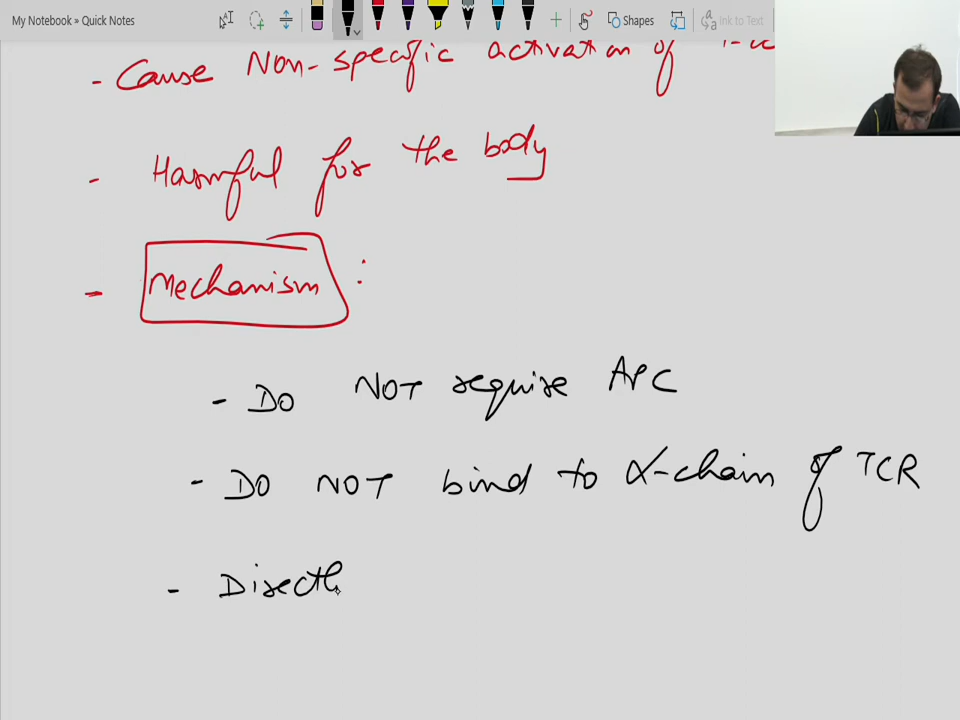 My Notebook » Quick Notes
Shapes
Ink to Text
- Cause Non-specific activation of
- Harmful for the body
- Mechanism :
- Do NOT require APC
- Do NOT bind to α-chain of TCR
- Directl